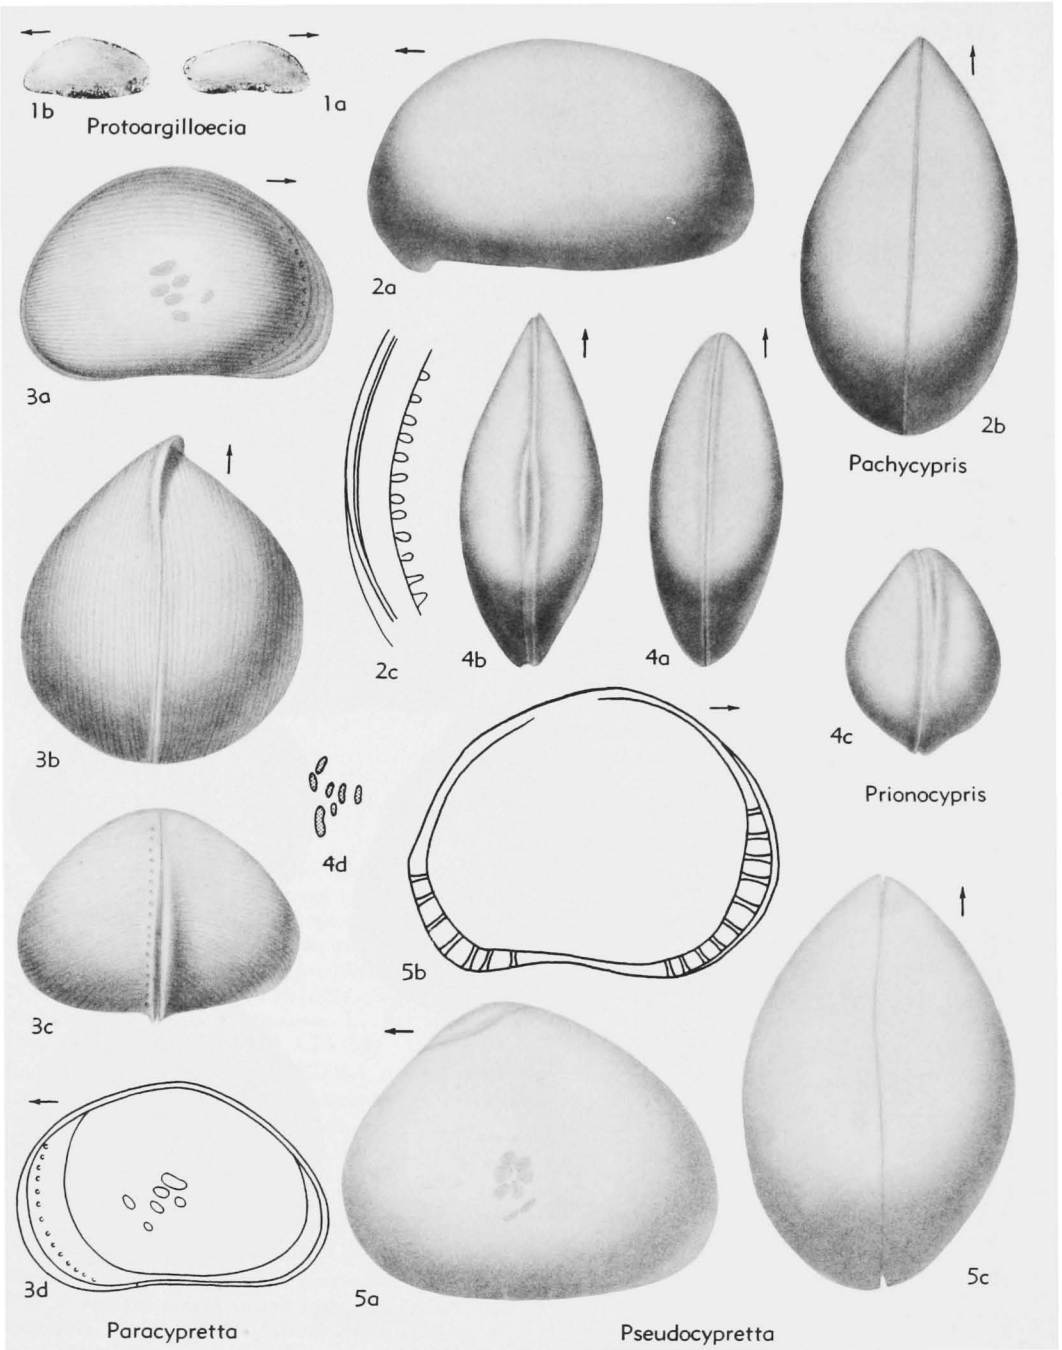 1b
1a
Protoargilloecia
2a
2b
Pachycypris
3a
3b
3c
3d
Paracypretta
2c
4b
4a
4c
Prionocypris
4d
5b
5a
5c
Pseudocypretta